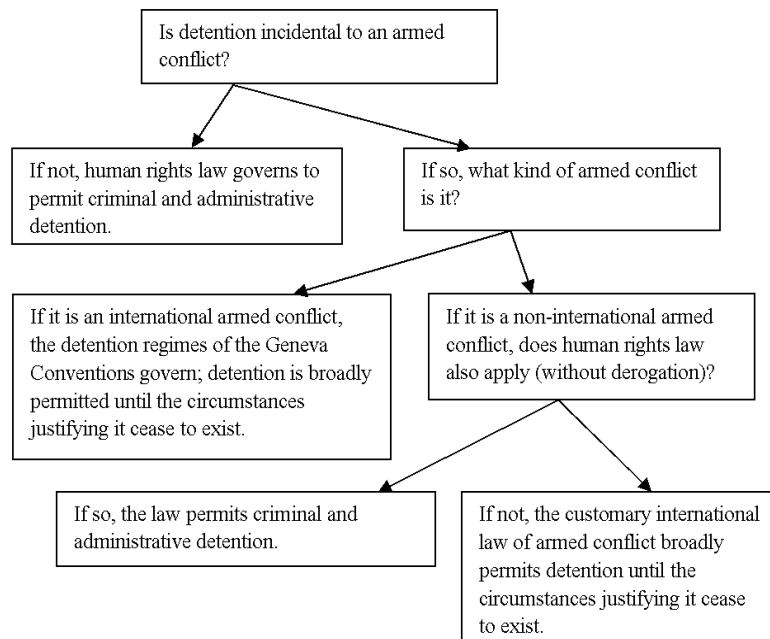 Is detention incidental to an armed
conflict?
If not, human rights law governs to
permit criminal and administrative
detention.
If so, what kind of armed conflict
is it?
If it is an international armed conflict,
the detention regimes of the Geneva
Conventions govern; detention is broadly
permitted until the circumstances
justifying it cease to exist.
If it is a non-international armed
conflict, does human rights law
also apply (without derogation)?
If so, the law permits criminal and
administrative detention.
If not, the customary international
law of armed conflict broadly
permits detention until the
circumstances justifying it cease
to exist.